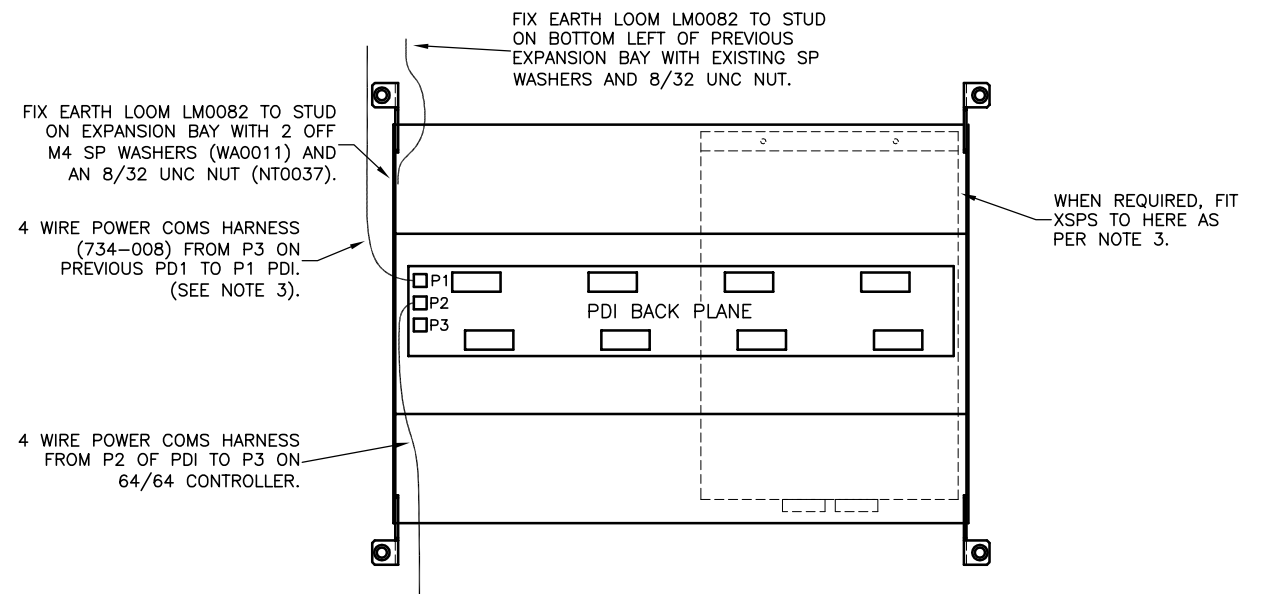 FIX EARTH LOOM LM0082 TO STUD
ON BOTTOM LEFT OF PREVIOUS
EXPANSION BAY WITH EXISTING SP
WASHERS AND 8/32 UNC NUT.
FIX EARTH LOOM LM0082 TO STUD
ON EXPANSION BAY WITH 2 OFF
M4 SP WASHERS (WA0011) AND
AN 8/32 UNC NUT (NT0037).
WHEN REQUIRED, FIT
XSPS TO HERE AS
PER NOTE 3.
4 WIRE POWER COMS HARNESS
(734-008) FROM P3 ON
PREVIOUS PD1 TO P1 PDI.
(SEE NOTE 3).
P1
P2
P3
PDI BACK PLANE
4 WIRE POWER COMS HARNESS
FROM P2 OF PDI TO P3 ON
64/64 CONTROLLER.